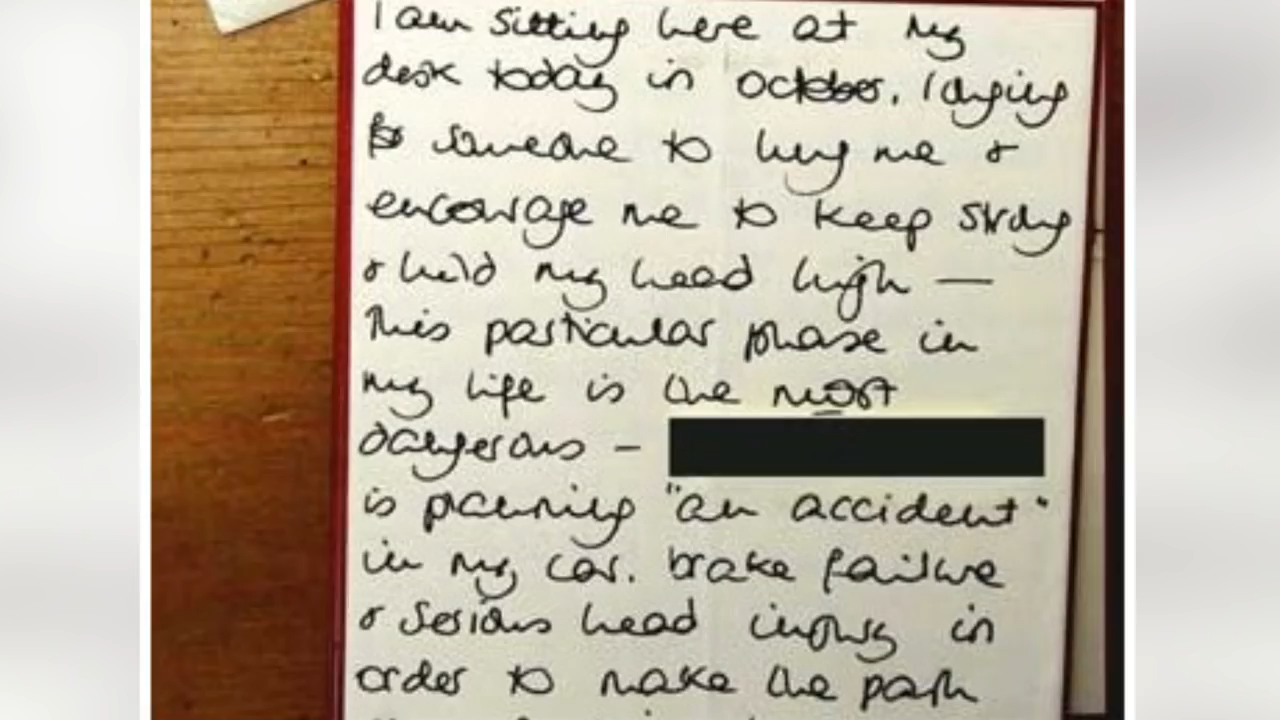 I am sitting here at my
desk today in October, longing
for someone to hug me &
encourage me to keep strong
& hold my head high —
This particular phase in
my life is the most
dangerous –
is planning "an accident"
in my car. brake failure
& serious head injury in
order to make the path